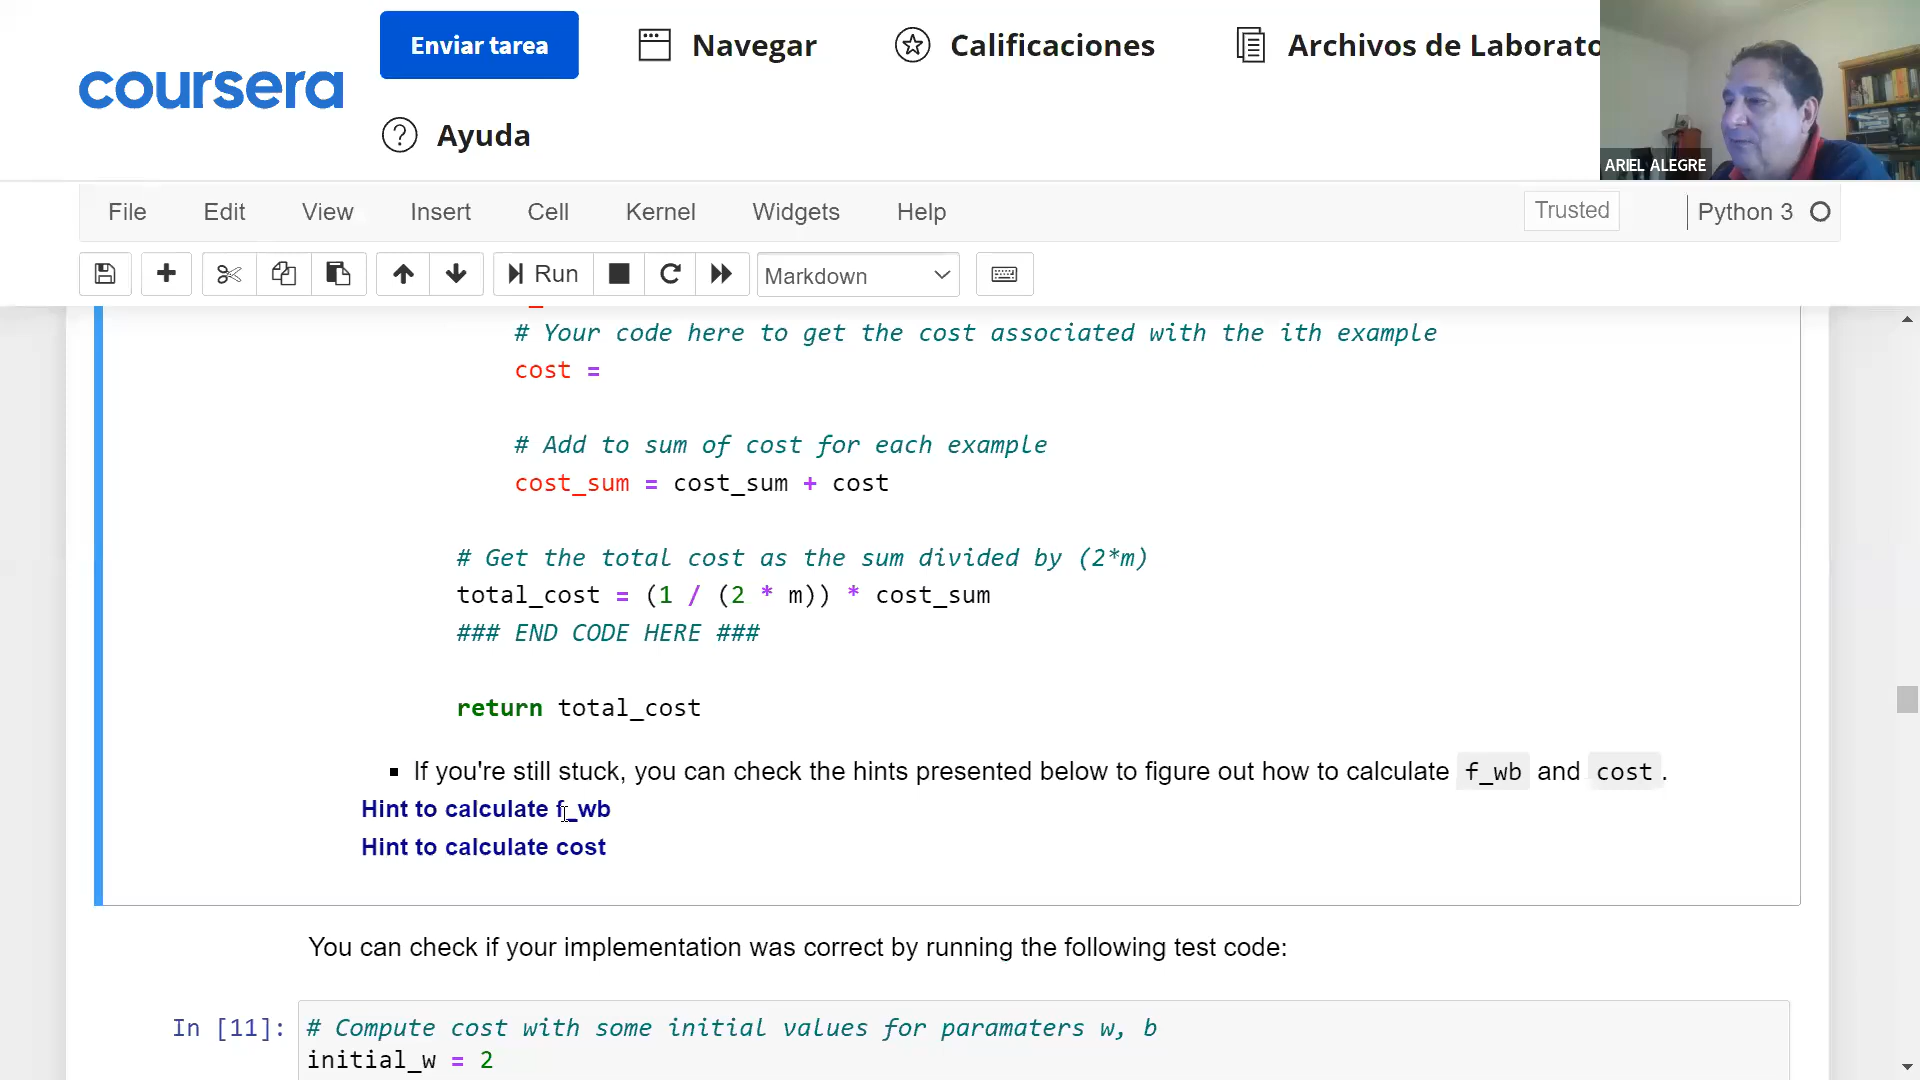 coursera
Enviar tarea
Navegar
Calificaciones
Archivos de Laborato
Ayuda
ARIEL ALEGRE
File Edit View Insert Cell Kernel Widgets Help Trusted Python 3
Run Markdown
# Your code here to get the cost associated with the ith example
cost =
# Add to sum of cost for each example
cost_sum = cost_sum + cost
# Get the total cost as the sum divided by (2*m)
total_cost = (1 / (2 * m)) * cost_sum
### END CODE HERE ###
return total_cost
▪ If you're still stuck, you can check the hints presented below to figure out how to calculate f_wb and cost .
Hint to calculate f_wb
Hint to calculate cost
You can check if your implementation was correct by running the following test code:
In [11]: # Compute cost with some initial values for paramaters w, b
initial_w = 2